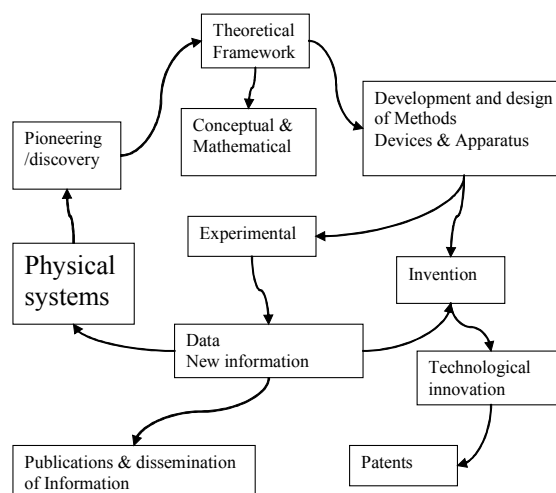 Theoretical
Framework
Development and design
of Methods
Devices & Apparatus
Conceptual &
Mathematical
Pioneering
/discovery
Experimental
Physical
systems
Invention
Data
New information
Technological
innovation
Publications & dissemination
of Information
Patents